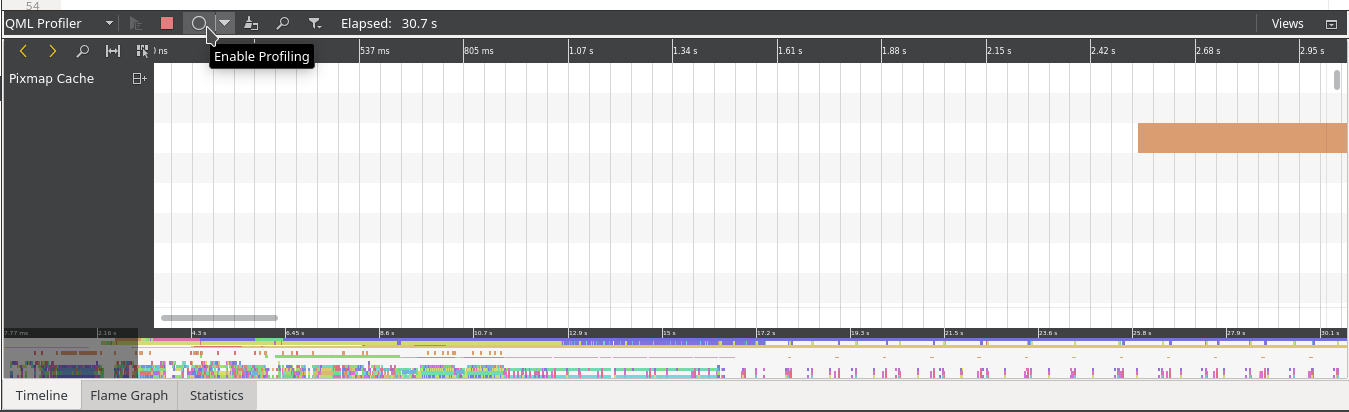 54
QML Profiler Elapsed: 30.7 s Views
Enable Profiling
) ns 537 ms 805 ms 1.07 s 1.34 s 1.61 s 1.88 s 2.15 s 2.42 s 2.68 s 2.95 s
Pixmap Cache
7.77 ms 2.16 s 4.3 s 6.45 s 8.6 s 10.7 s 12.9 s 15 s 17.2 s 19.3 s 21.5 s 23.6 s 25.8 s 27.9 s 30.1 s
Timeline Flame Graph Statistics